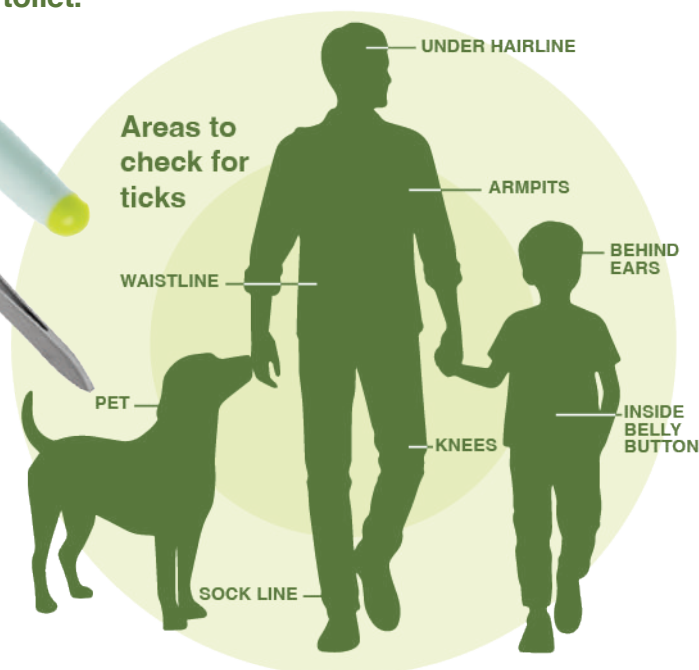 toilet.
UNDER HAIRLINE
Areas to
check for
ticks
ARMPITS
BEHIND
EARS
WAISTLINE
PET
INSIDE
BELLY
BUTTON
KNEES
SOCK LINE